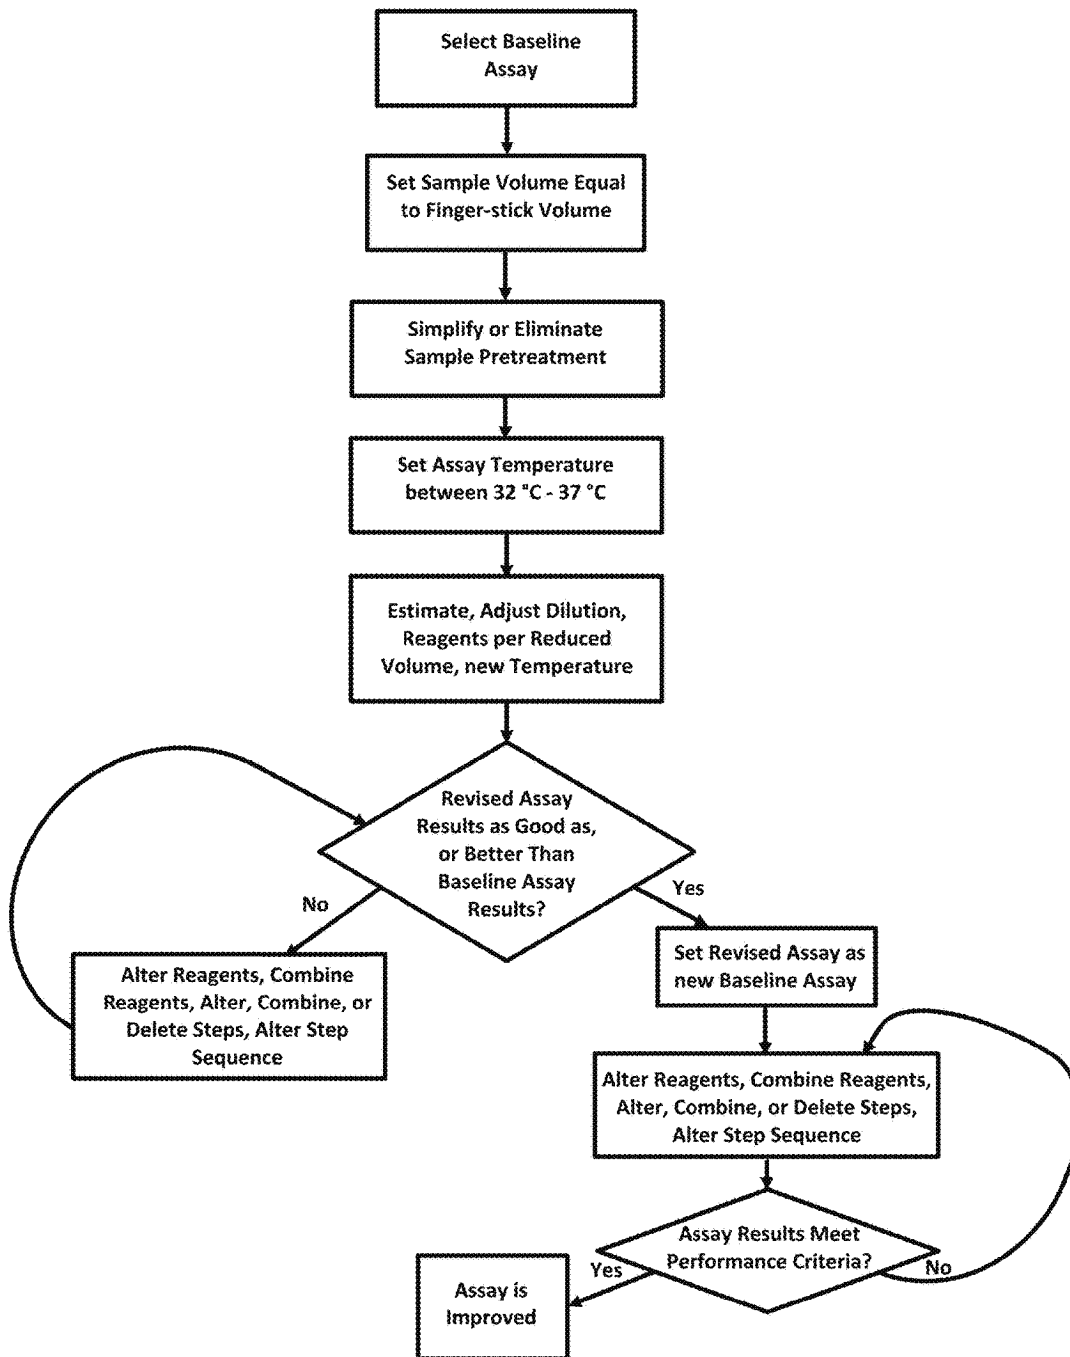 Select Baseline
Assay
Set Sample Volume Equal
to Finger-stick Volume
Simplify or Eliminate
Sample Pretreatment
Set Assay Temperature
between 32 °C - 37 °C
Estimate, Adjust Dilution,
Reagents per Reduced
Volume, new Temperature
Revised Assay
Results as Good as,
or Better Than
Baseline Assay
Results?
No
Yes
Alter Reagents, Combine
Reagents, Alter, Combine, or
Delete Steps, Alter Step
Sequence
Set Revised Assay as
new Baseline Assay
Alter Reagents, Combine Reagents,
Alter, Combine, or Delete Steps,
Alter Step Sequence
Assay Results Meet
Performance Criteria?
Yes
No
Assay is
Improved